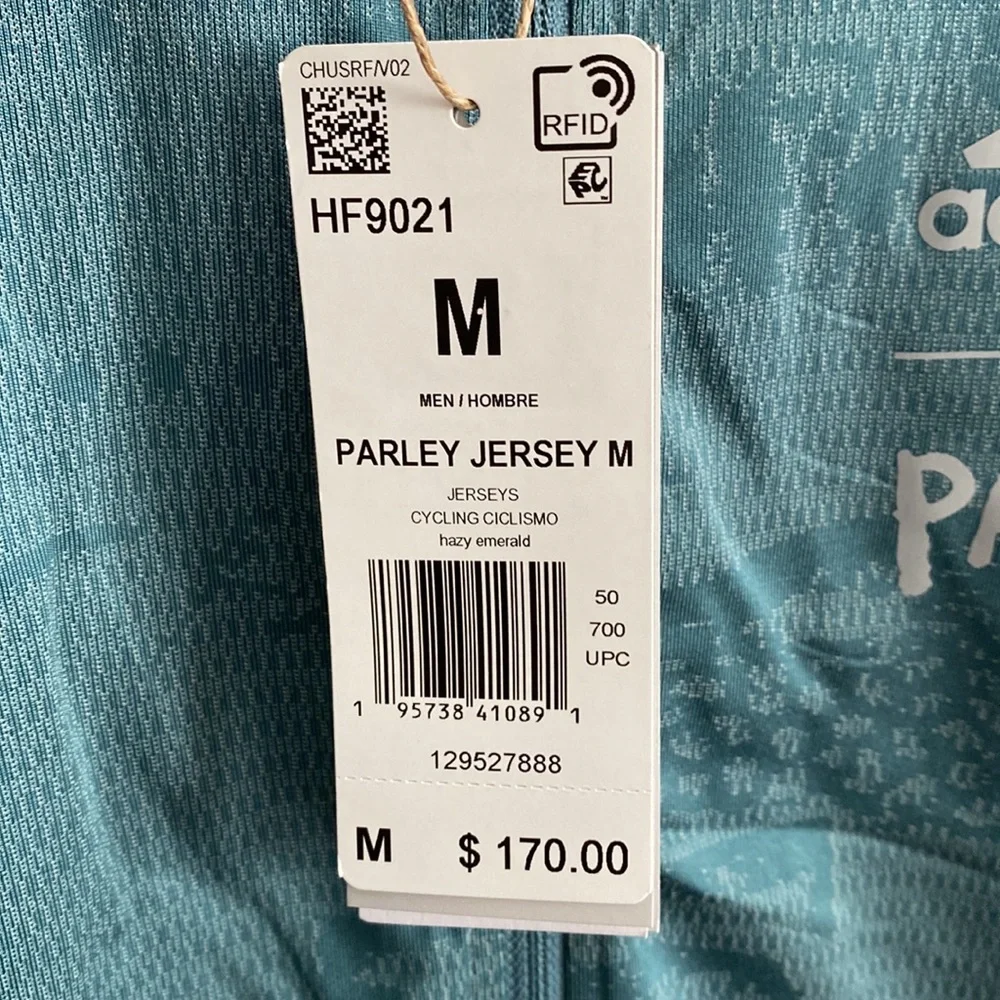 CHUSRF/V02
RFID
EPC
HF9021
M
MEN / HOMBRE
PARLEY JERSEY M
JERSEYS
CYCLING CICLISMO
hazy emerald
50
700
UPC
1 95738 41089 1
129527888
M $ 170.00